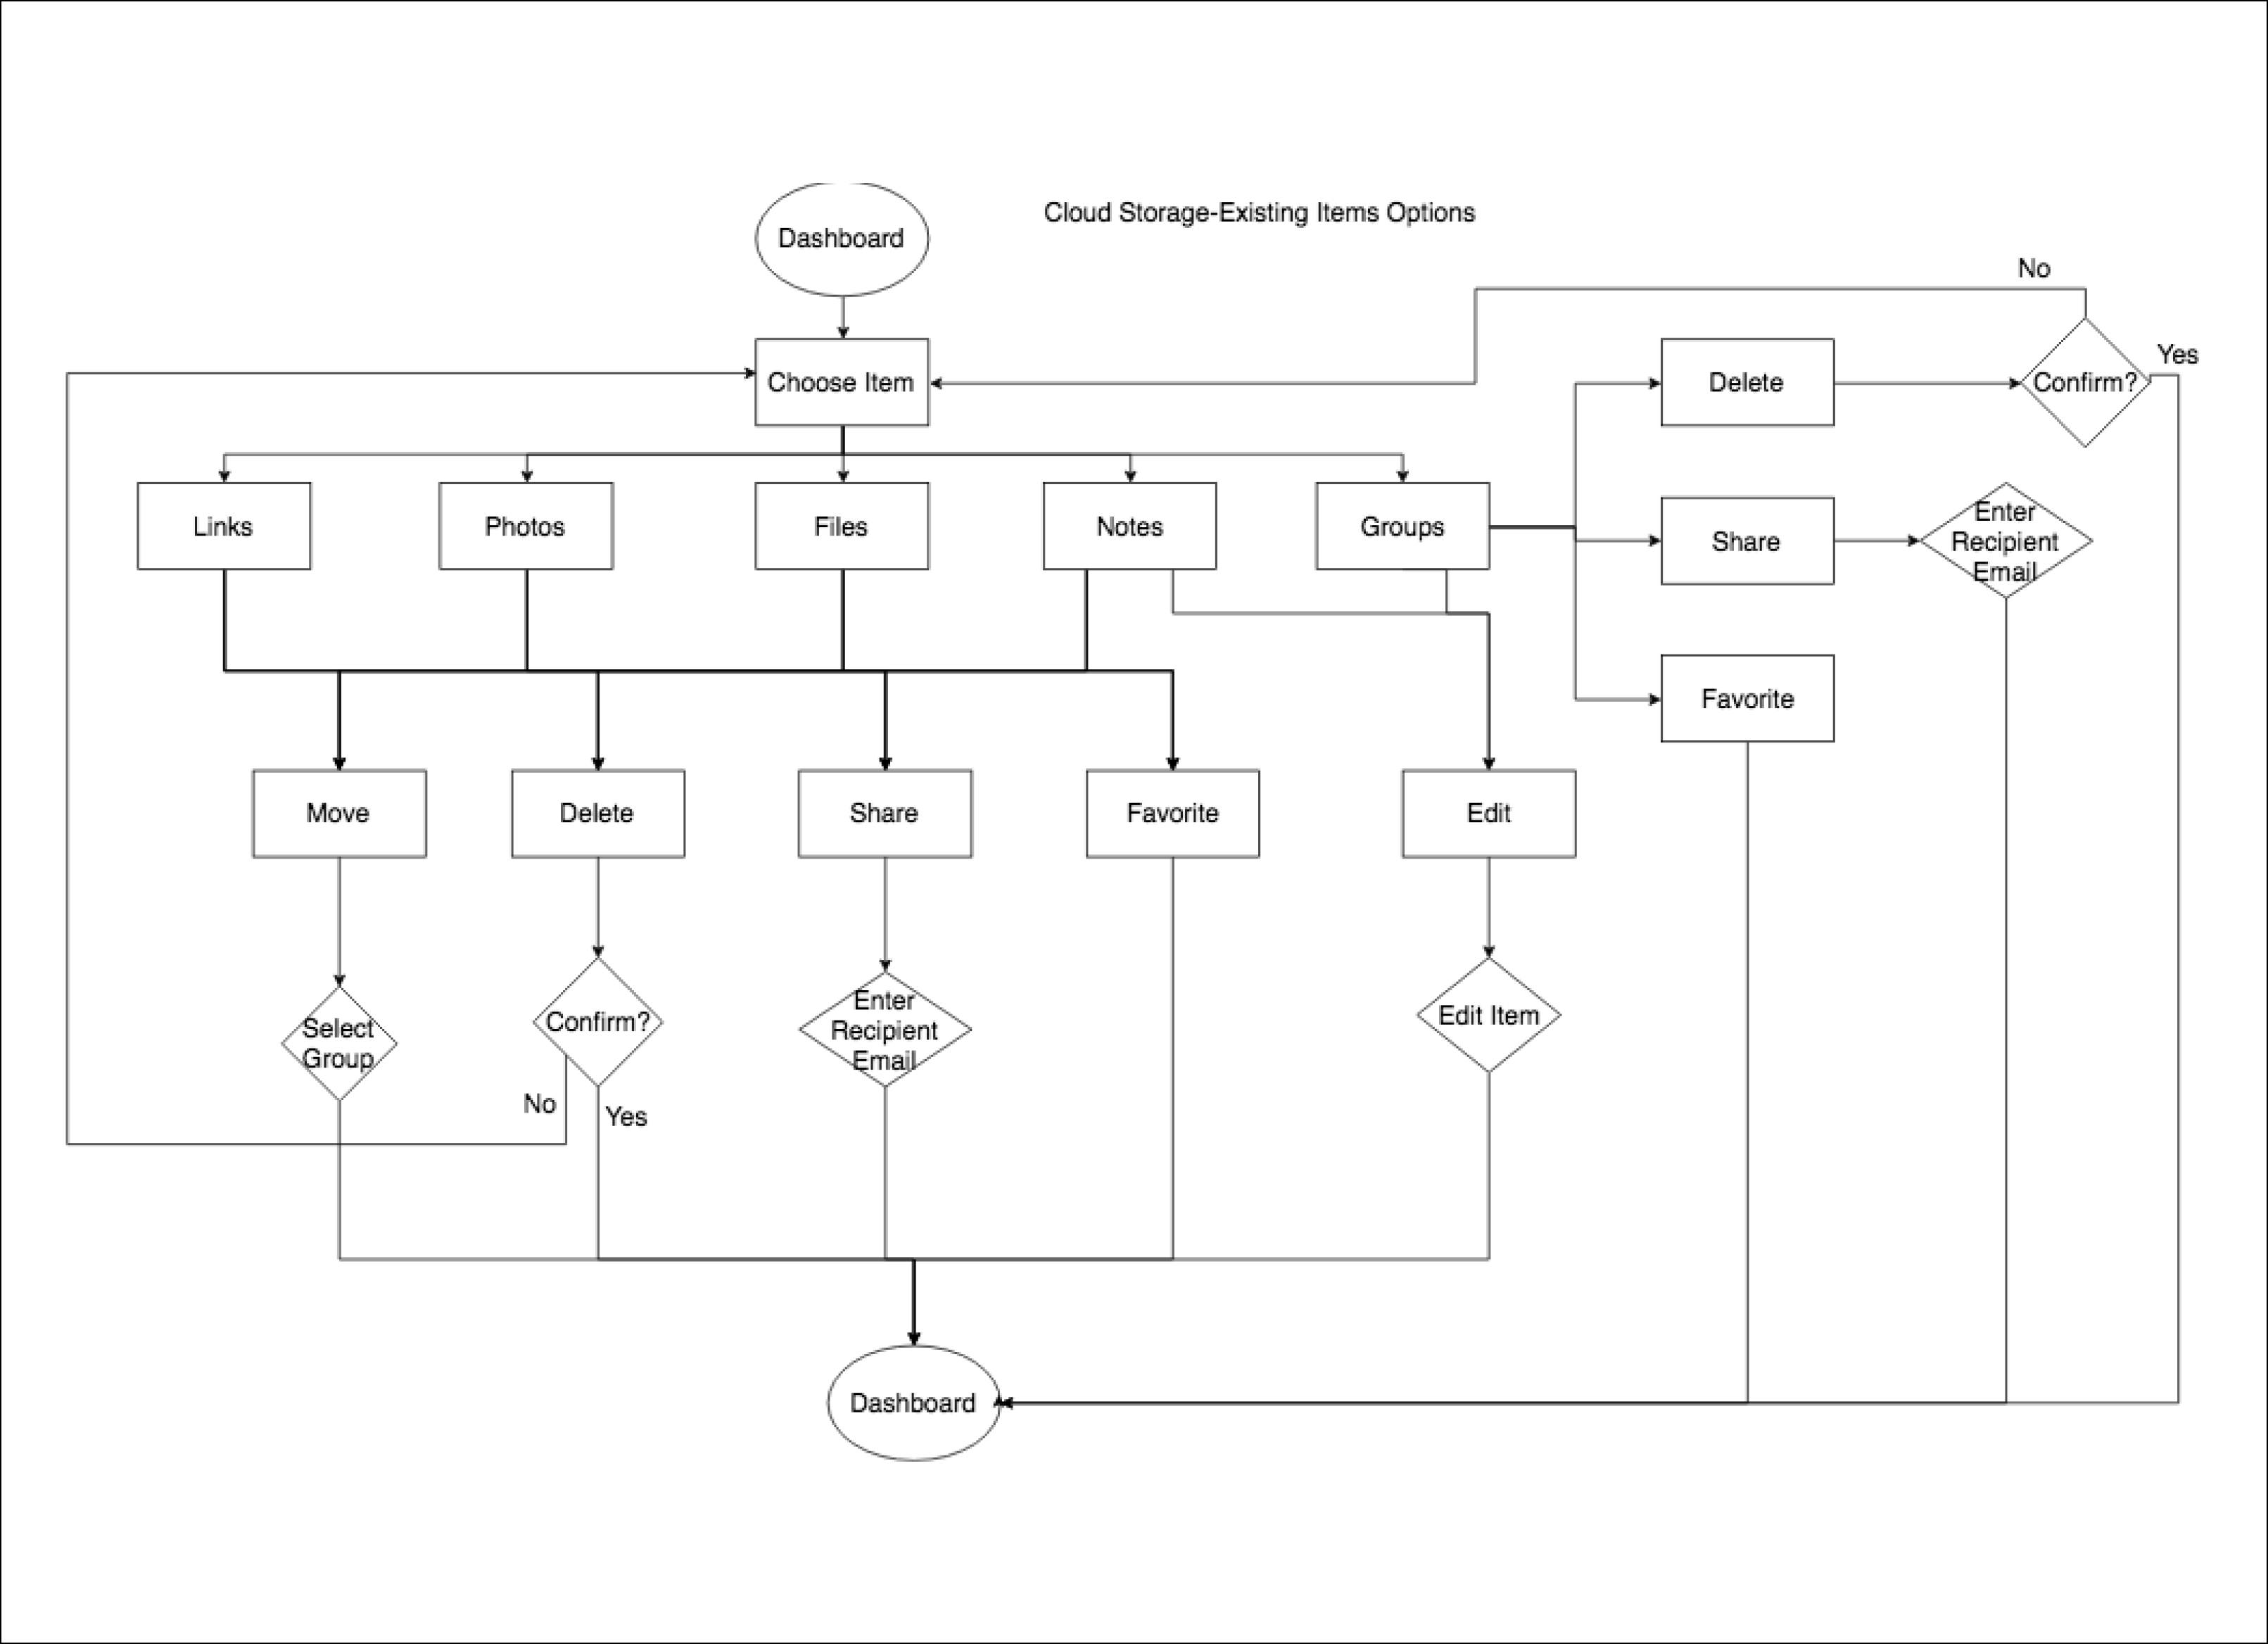 Cloud Storage-Existing Items Options
Dashboard
No
Yes
Choose Item
Delete
Confirm?
Links
Photos
Files
Notes
Groups
Share
Enter
Recipient
Email
Favorite
Move
Delete
Share
Favorite
Edit
Select
Group
Confirm?
Enter
Recipient
Email
Edit Item
No
Yes
Dashboard